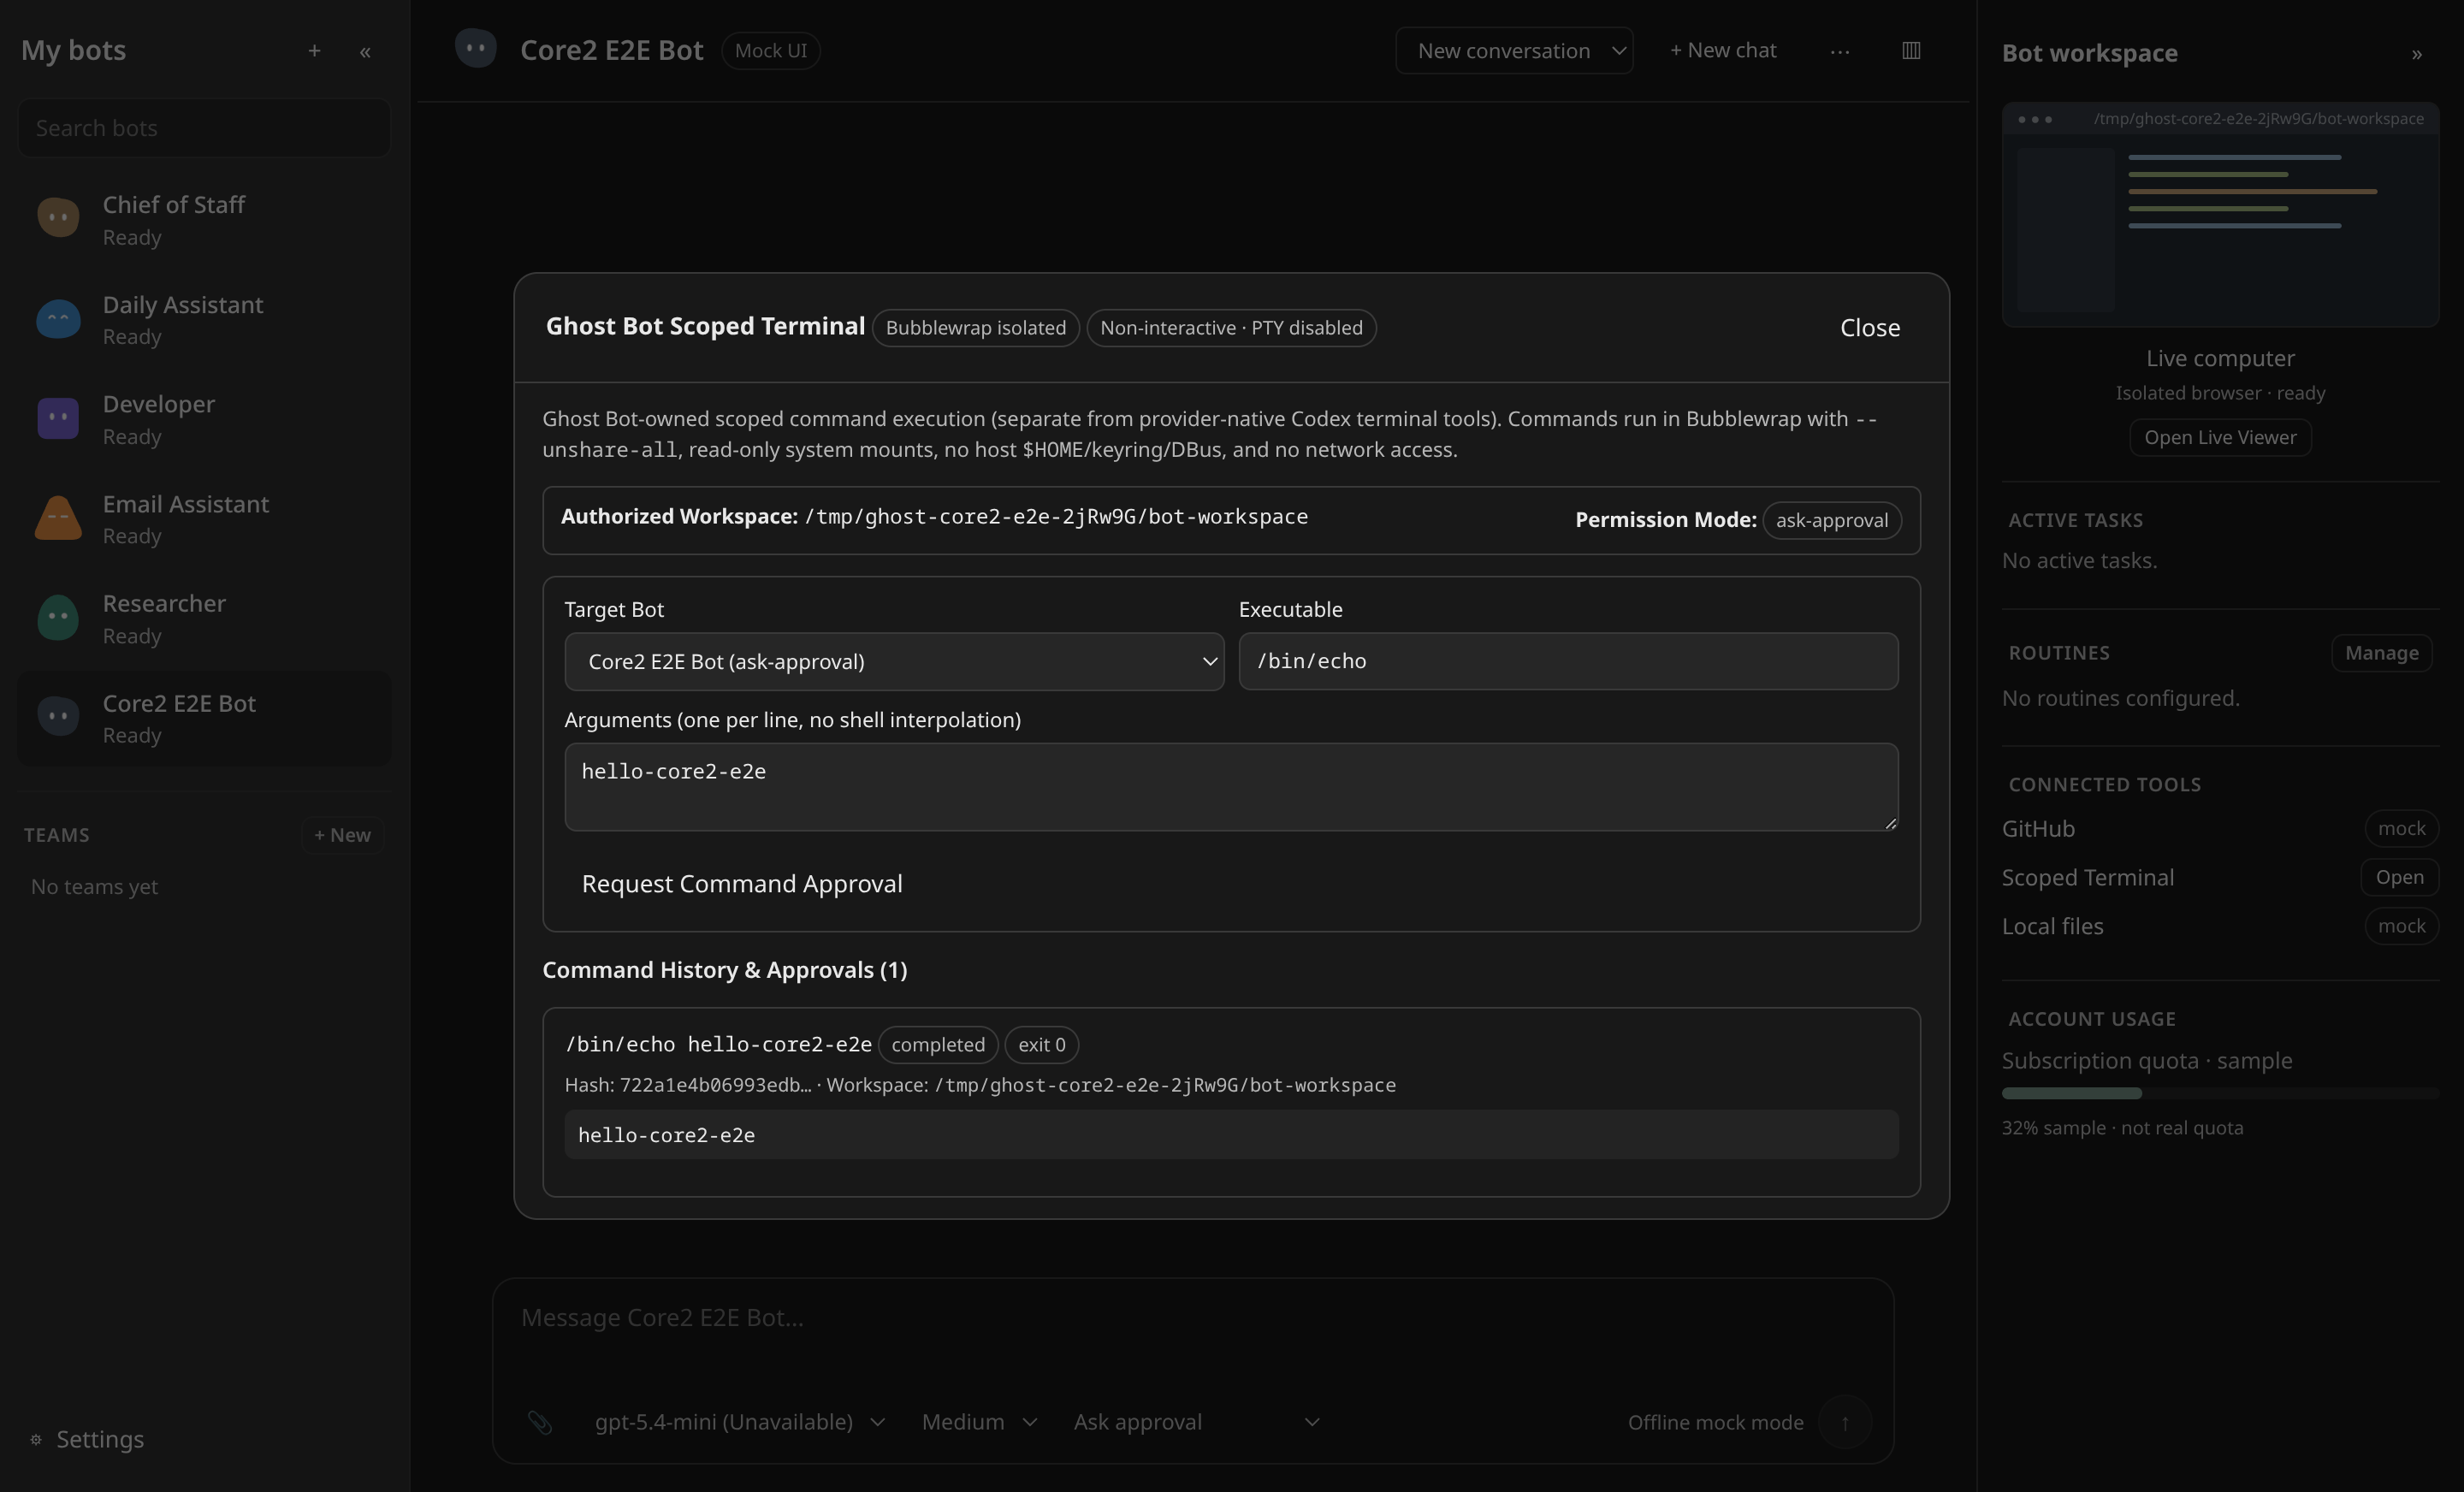 My bots
+
«
Search bots
Chief of Staff
Ready
Daily Assistant
Ready
Developer
Ready
Email Assistant
Ready
Researcher
Ready
Core2 E2E Bot
Ready
TEAMS
+ New
No teams yet
Settings
Core2 E2E Bot
Mock UI
New conversation
+ New chat
...
Ghost Bot Scoped Terminal
Bubblewrap isolated
Non-interactive · PTY disabled
Close
Ghost Bot-owned scoped command execution (separate from provider-native Codex terminal tools). Commands run in Bubblewrap with --
unshare-all, read-only system mounts, no host $HOME/keyring/DBus, and no network access.
Authorized Workspace: /tmp/ghost-core2-e2e-2jRw9G/bot-workspace
Permission Mode: ask-approval
Target Bot
Core2 E2E Bot (ask-approval)
Executable
/bin/echo
Arguments (one per line, no shell interpolation)
hello-core2-e2e
Request Command Approval
Command History & Approvals (1)
/bin/echo hello-core2-e2e completed exit 0
Hash: 722a1e4b06993edb… · Workspace: /tmp/ghost-core2-e2e-2jRw9G/bot-workspace
hello-core2-e2e
Message Core2 E2E Bot...
gpt-5.4-mini (Unavailable)
Medium
Ask approval
Offline mock mode
↑
Bot workspace
»
/tmp/ghost-core2-e2e-2jRw9G/bot-workspace
Live computer
Isolated browser · ready
Open Live Viewer
ACTIVE TASKS
No active tasks.
ROUTINES
Manage
No routines configured.
CONNECTED TOOLS
GitHub
mock
Scoped Terminal
Open
Local files
mock
ACCOUNT USAGE
Subscription quota · sample
32% sample · not real quota